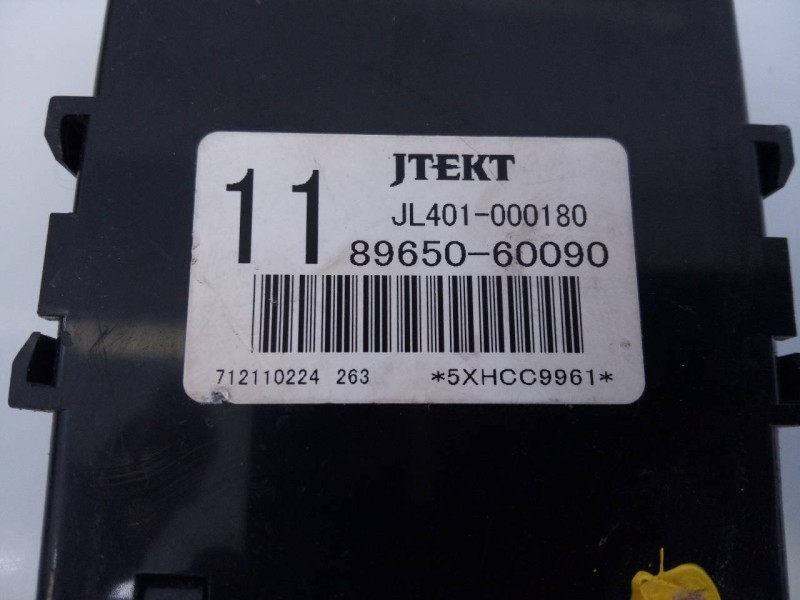 JTEKT
11
JL401-000180
89650-60090
712110224 263 *5XHCC9961*